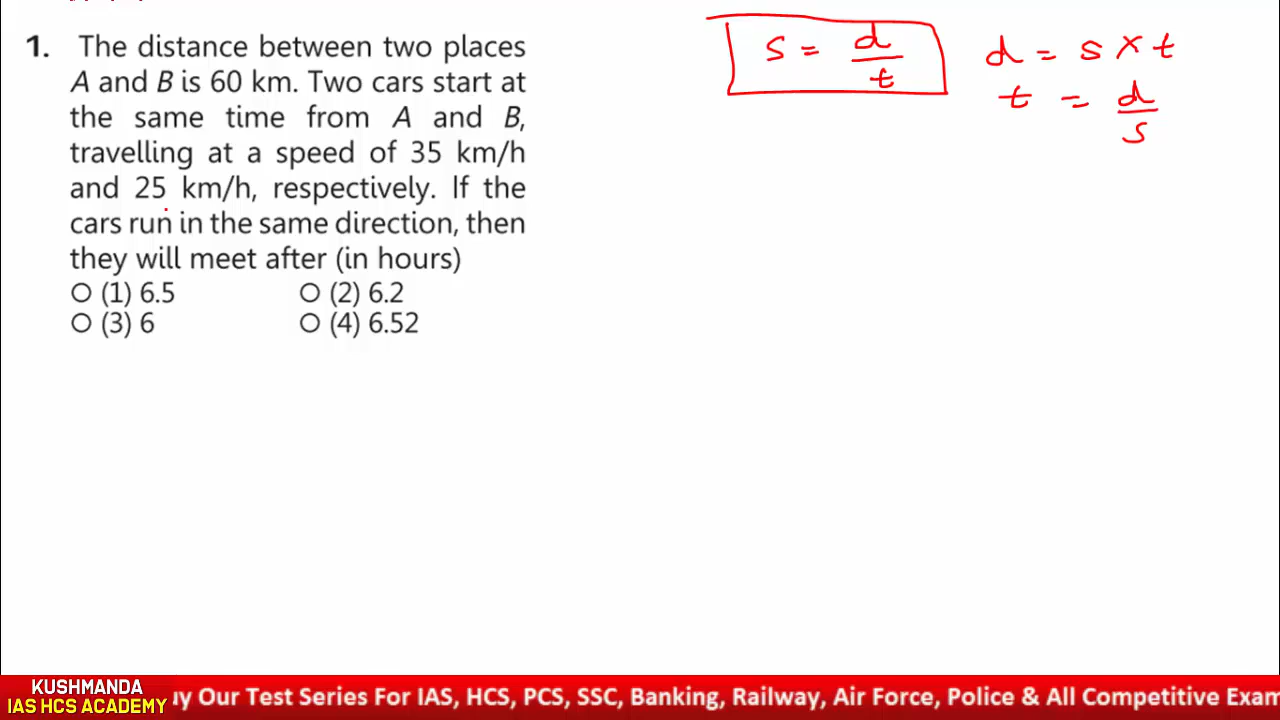 1. The distance between two places
A and B is 60 km. Two cars start at
the same time from A and B,
travelling at a speed of 35 km/h
and 25 km/h, respectively. If the
cars run in the same direction, then
they will meet after (in hours)
O (1) 6.5 O (2) 6.2
O (3) 6 O (4) 6.52
s = d/t
d = s × t
t = d/s
KUSHMANDA
IAS HCS ACADEMY
uy Our Test Series For IAS, HCS, PCS, SSC, Banking, Railway, Air Force, Police & All Competitive Exam